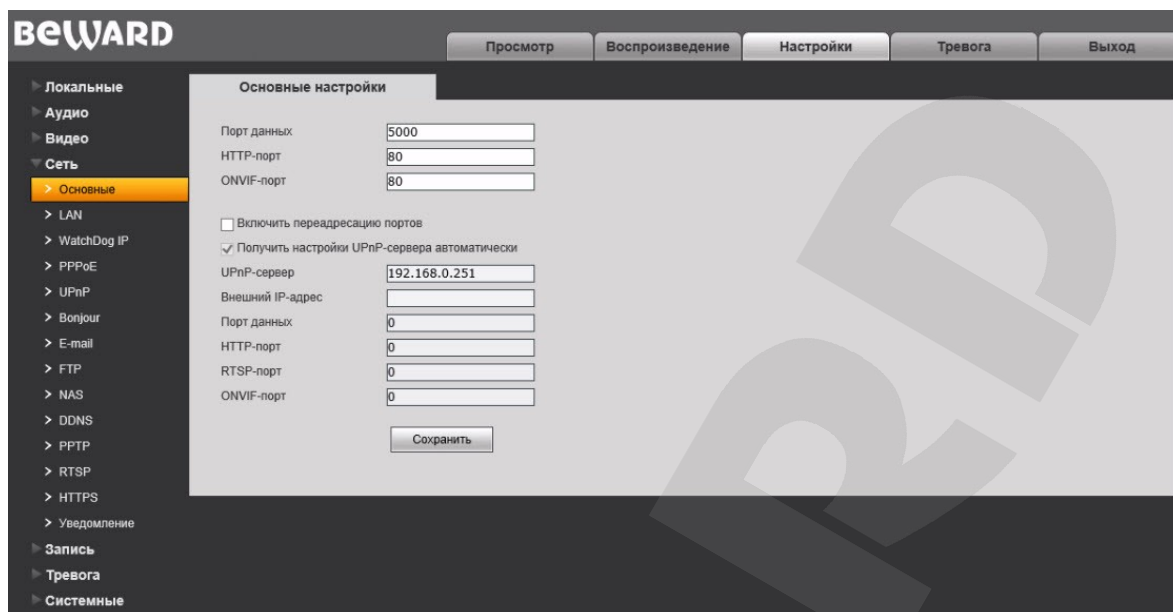 BEWARD
Просмотр
Воспроизведение
Настройки
Тревога
Выход
Локальные
Аудио
Видео
Сеть
Основные
LAN
WatchDog IP
PPPoE
UPnP
Bonjour
E-mail
FTP
NAS
DDNS
PPTP
RTSP
HTTPS
Уведомление
Запись
Тревога
Системные
Основные настройки
Порт данных 5000
HTTP-порт 80
ONVIF-порт 80
Включить переадресацию портов
Получить настройки UPnP-сервера автоматически
UPnP-сервер 192.168.0.251
Внешний IP-адрес
Порт данных 0
HTTP-порт 0
RTSP-порт 0
ONVIF-порт 0
Сохранить
RD